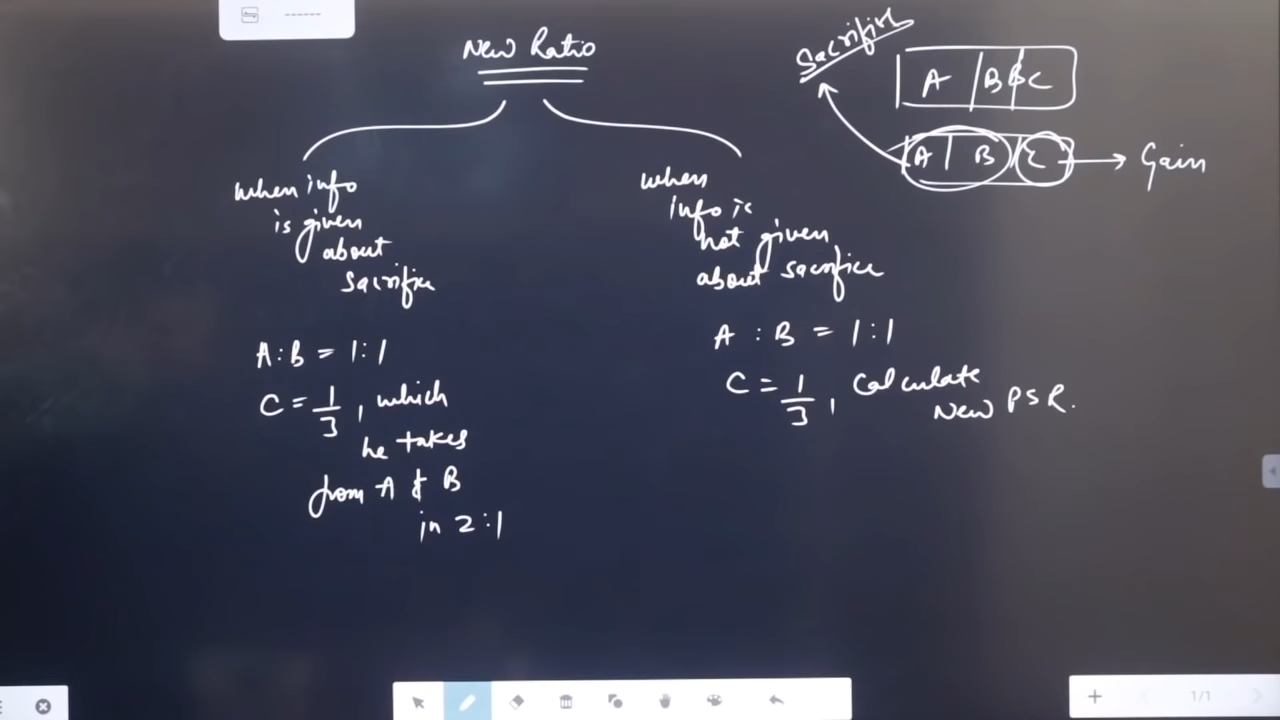 New Ratio
Sacrifice
A B B C
A B C → Gain
when info
is given
about
sacrifice
A:B = 1:1
C = 1/3, which
he takes
from A & B
in 2:1
when
info is
not given
about sacrifice
A : B = 1:1
C = 1/3, Calculate
New PSR.
1/1